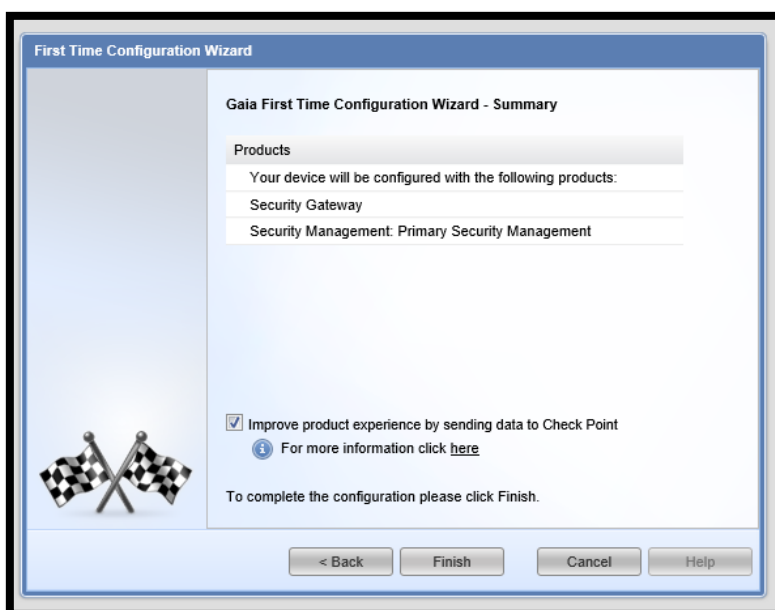 First Time Configuration Wizard
Gaia First Time Configuration Wizard - Summary
Products
Your device will be configured with the following products:
Security Gateway
Security Management: Primary Security Management
Improve product experience by sending data to Check Point
For more information click here
To complete the configuration please click Finish.
< Back Finish Cancel Help